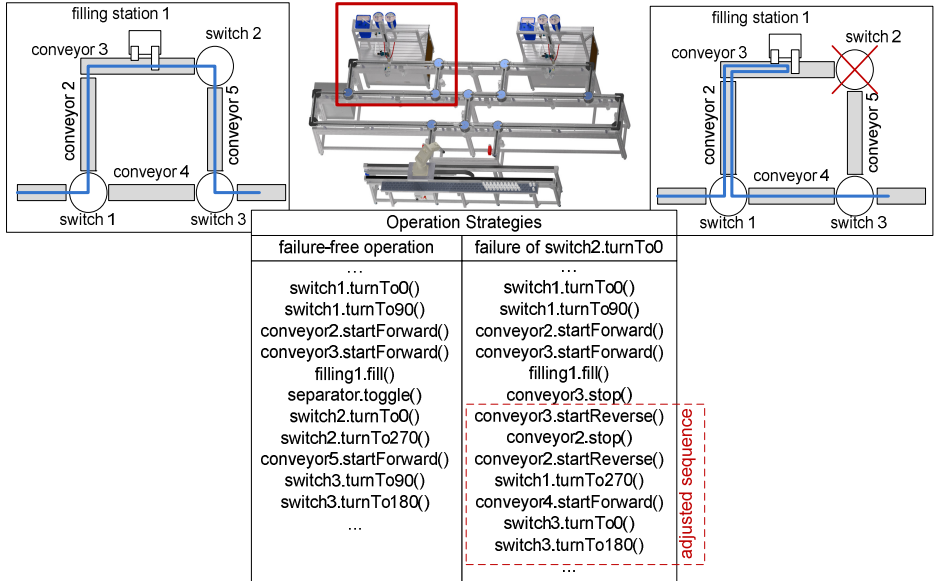 filling station 1
conveyor 3
switch 2
conveyor 2
conveyor 5
conveyor 4
switch 1
switch 3
filling station 1
conveyor 3
switch 2
conveyor 2
conveyor 5
conveyor 4
switch 1
switch 3
Operation Strategies
failure-free operation
...
switch1.turnTo0()
switch1.turnTo90()
conveyor2.startForward()
conveyor3.startForward()
filling1.fill()
separator.toggle()
switch2.turnTo0()
switch2.turnTo270()
conveyor5.startForward()
switch3.turnTo90()
switch3.turnTo180()
...
failure of switch2.turnTo0
...
switch1.turnTo0()
switch1.turnTo90()
conveyor2.startForward()
conveyor3.startForward()
filling1.fill()
conveyor3.stop()
conveyor3.startReverse()
conveyor2.stop()
conveyor2.startReverse()
switch1.turnTo270()
conveyor4.startForward()
switch3.turnTo0()
switch3.turnTo180()
...
adjusted sequence